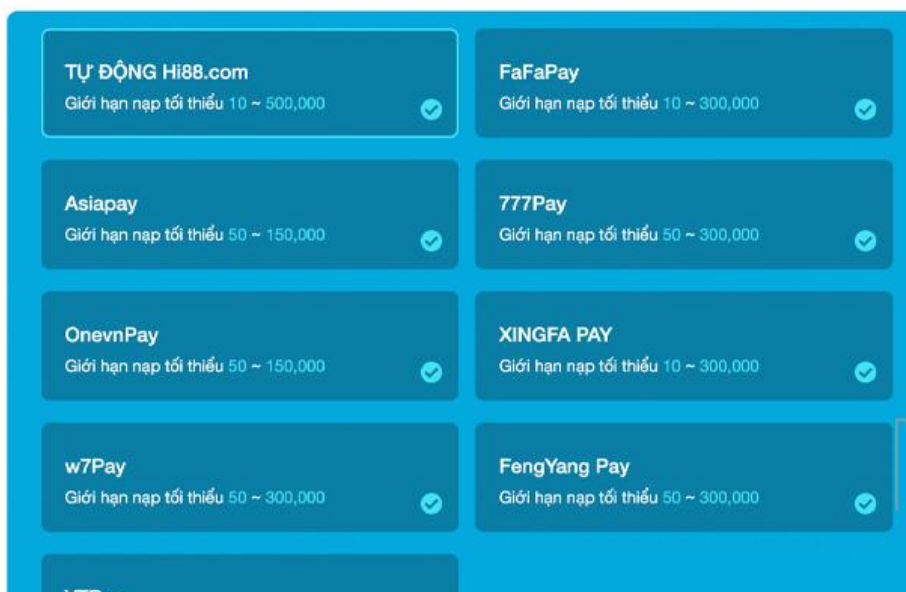 TỰ ĐỘNG Hi88.com
Giới hạn nạp tối thiểu 10 ~ 500,000
FaFaPay
Giới hạn nạp tối thiểu 10 ~ 300,000
Asiapay
Giới hạn nạp tối thiểu 50 ~ 150,000
777Pay
Giới hạn nạp tối thiểu 50 ~ 300,000
OnevnPay
Giới hạn nạp tối thiểu 50 ~ 150,000
XINGFA PAY
Giới hạn nạp tối thiểu 10 ~ 300,000
w7Pay
Giới hạn nạp tối thiểu 50 ~ 300,000
FengYang Pay
Giới hạn nạp tối thiểu 50 ~ 300,000